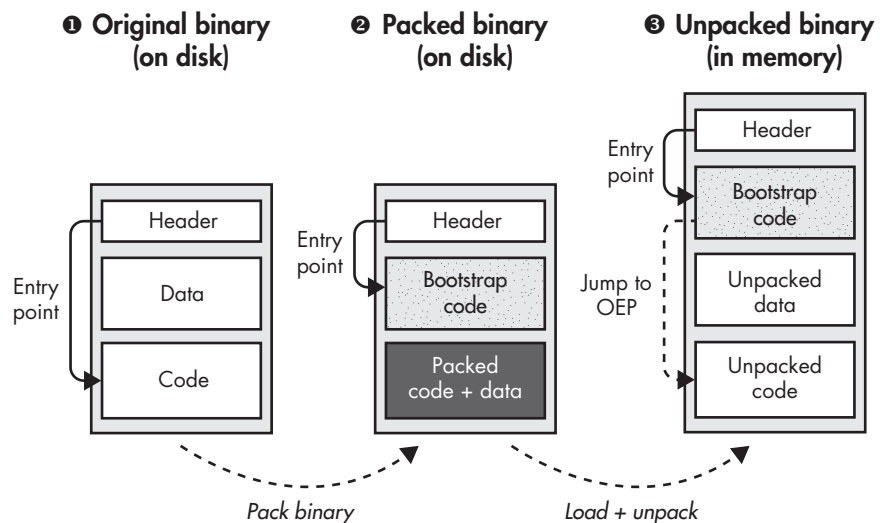 ❶ Original binary
(on disk)
Header
Data
Code
Entry
point
❷ Packed binary
(on disk)
Header
Bootstrap
code
Packed
code + data
Entry
point
❸ Unpacked binary
(in memory)
Header
Bootstrap
code
Unpacked
data
Unpacked
code
Entry
point
Jump to
OEP
Pack binary
Load + unpack